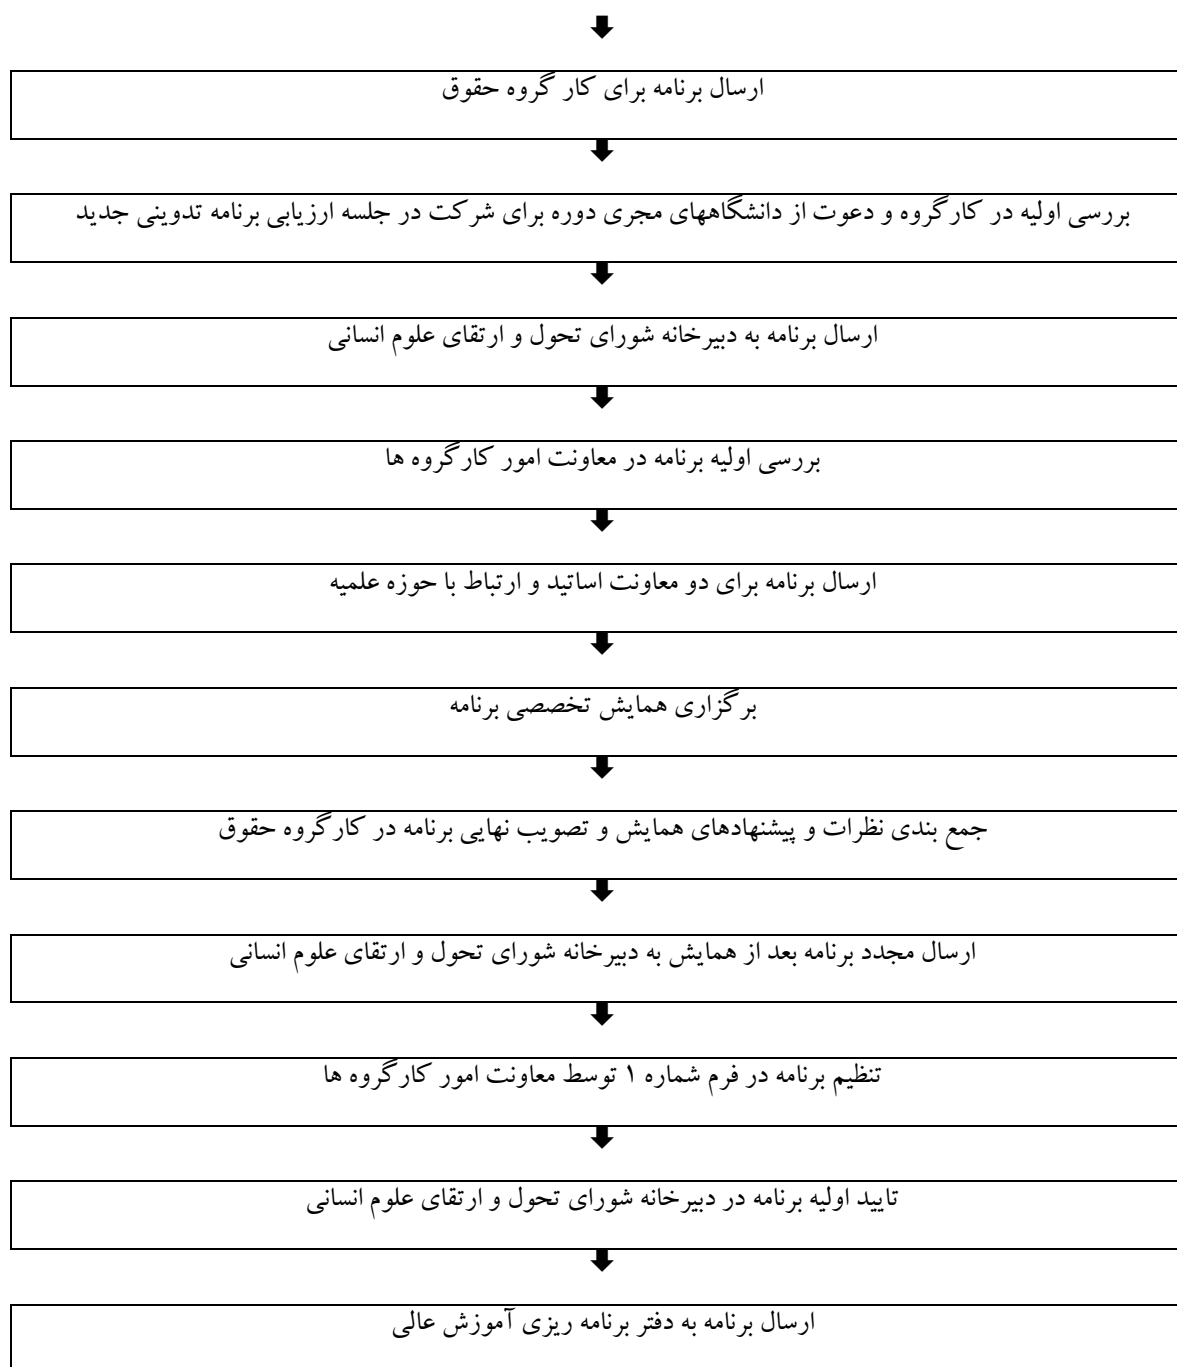 ارسال برنامه برای کار گروه حقوق
بررسی اولیه در کارگروه و دعوت از دانشگاههای مجری دوره برای شرکت در جلسه ارزیابی برنامه تدوینی جدید
ارسال برنامه به دبیرخانه شورای تحول و ارتقای علوم انسانی
بررسی اولیه برنامه در معاونت امور کارگروه ها
ارسال برنامه برای دو معاونت اساتید و ارتباط با حوزه علمیه
برگزاری همایش تخصصی برنامه
جمع بندی نظرات و پیشنهادهای همایش و تصویب نهایی برنامه در کارگروه حقوق
ارسال مجدد برنامه بعد از همایش به دبیرخانه شورای تحول و ارتقای علوم انسانی
تنظیم برنامه در فرم شماره ۱ توسط معاونت امور کارگروه ها
تایید اولیه برنامه در دبیرخانه شورای تحول و ارتقای علوم انسانی
ارسال برنامه به دفتر برنامه ریزی آموزش عالی